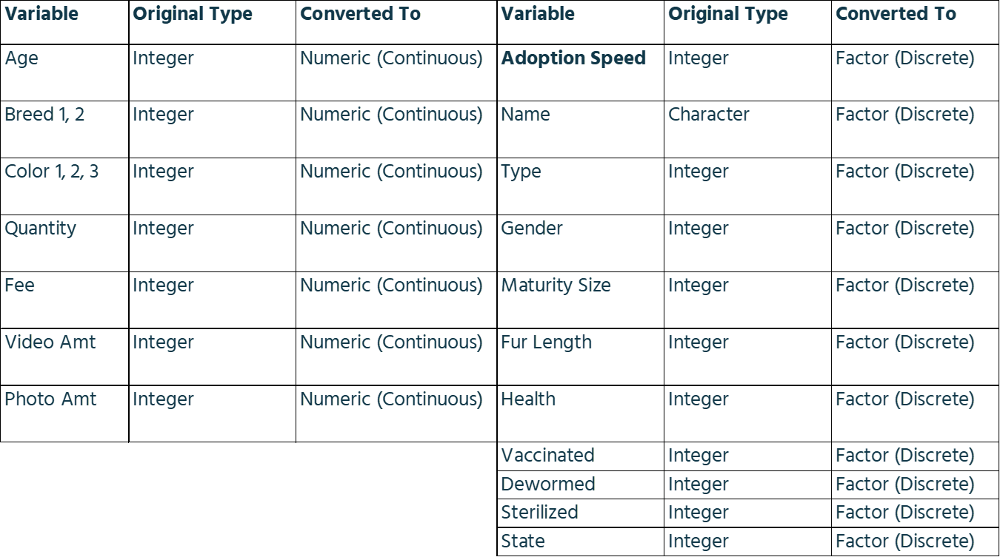 Variable Original Type Converted To Variable Original Type Converted To
Age Integer Numeric (Continuous) Adoption Speed Integer Factor (Discrete)
Breed 1, 2 Integer Numeric (Continuous) Name Character Factor (Discrete)
Color 1, 2, 3 Integer Numeric (Continuous) Type Integer Factor (Discrete)
Quantity Integer Numeric (Continuous) Gender Integer Factor (Discrete)
Fee Integer Numeric (Continuous) Maturity Size Integer Factor (Discrete)
Video Amt Integer Numeric (Continuous) Fur Length Integer Factor (Discrete)
Photo Amt Integer Numeric (Continuous) Health Integer Factor (Discrete)
Vaccinated Integer Factor (Discrete)
Dewormed Integer Factor (Discrete)
Sterilized Integer Factor (Discrete)
State Integer Factor (Discrete)